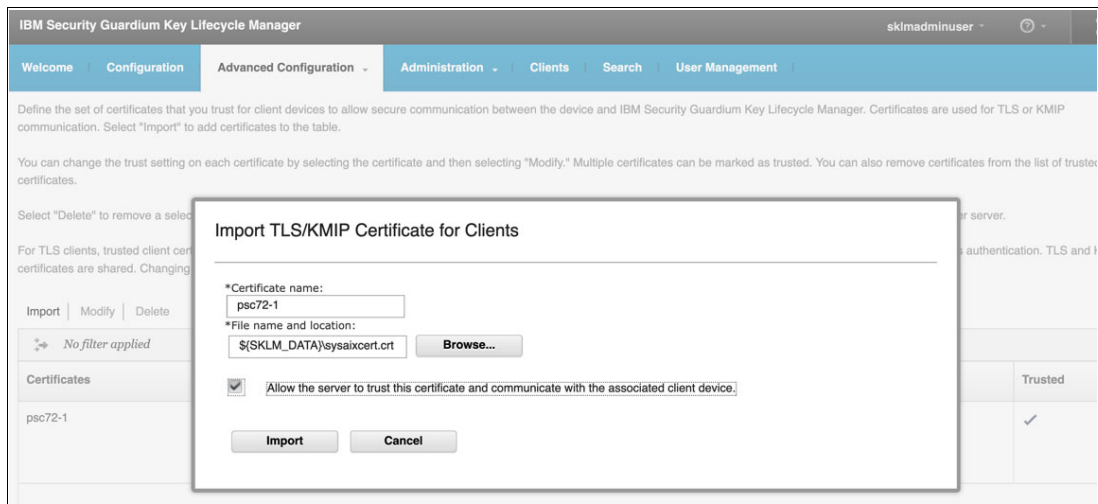 IBM Security Guardium Key Lifecycle Manager
sklmadminuser
Welcome
Configuration
Advanced Configuration
Administration
Clients
Search
User Management
Define the set of certificates that you trust for client devices to allow secure communication between the device and IBM Security Guardium Key Lifecycle Manager. Certificates are used for TLS or KMIP
communication. Select "Import" to add certificates to the table.
You can change the trust setting on each certificate by selecting the certificate and then selecting "Modify." Multiple certificates can be marked as trusted. You can also remove certificates from the list of trusted
certificates.
Select "Delete" to remove a selec
er server.
For TLS clients, trusted client cert
s authentication. TLS and
certificates are shared. Changing
Import TLS/KMIP Certificate for Clients
*Certificate name:
psc72-1
*File name and location:
${SKLM_DATA}\sysaixcert.crt
Browse...
Allow the server to trust this certificate and communicate with the associated client device.
Import
Cancel
Import
Modify
Delete
No filter applied
Certificates
Trusted
psc72-1